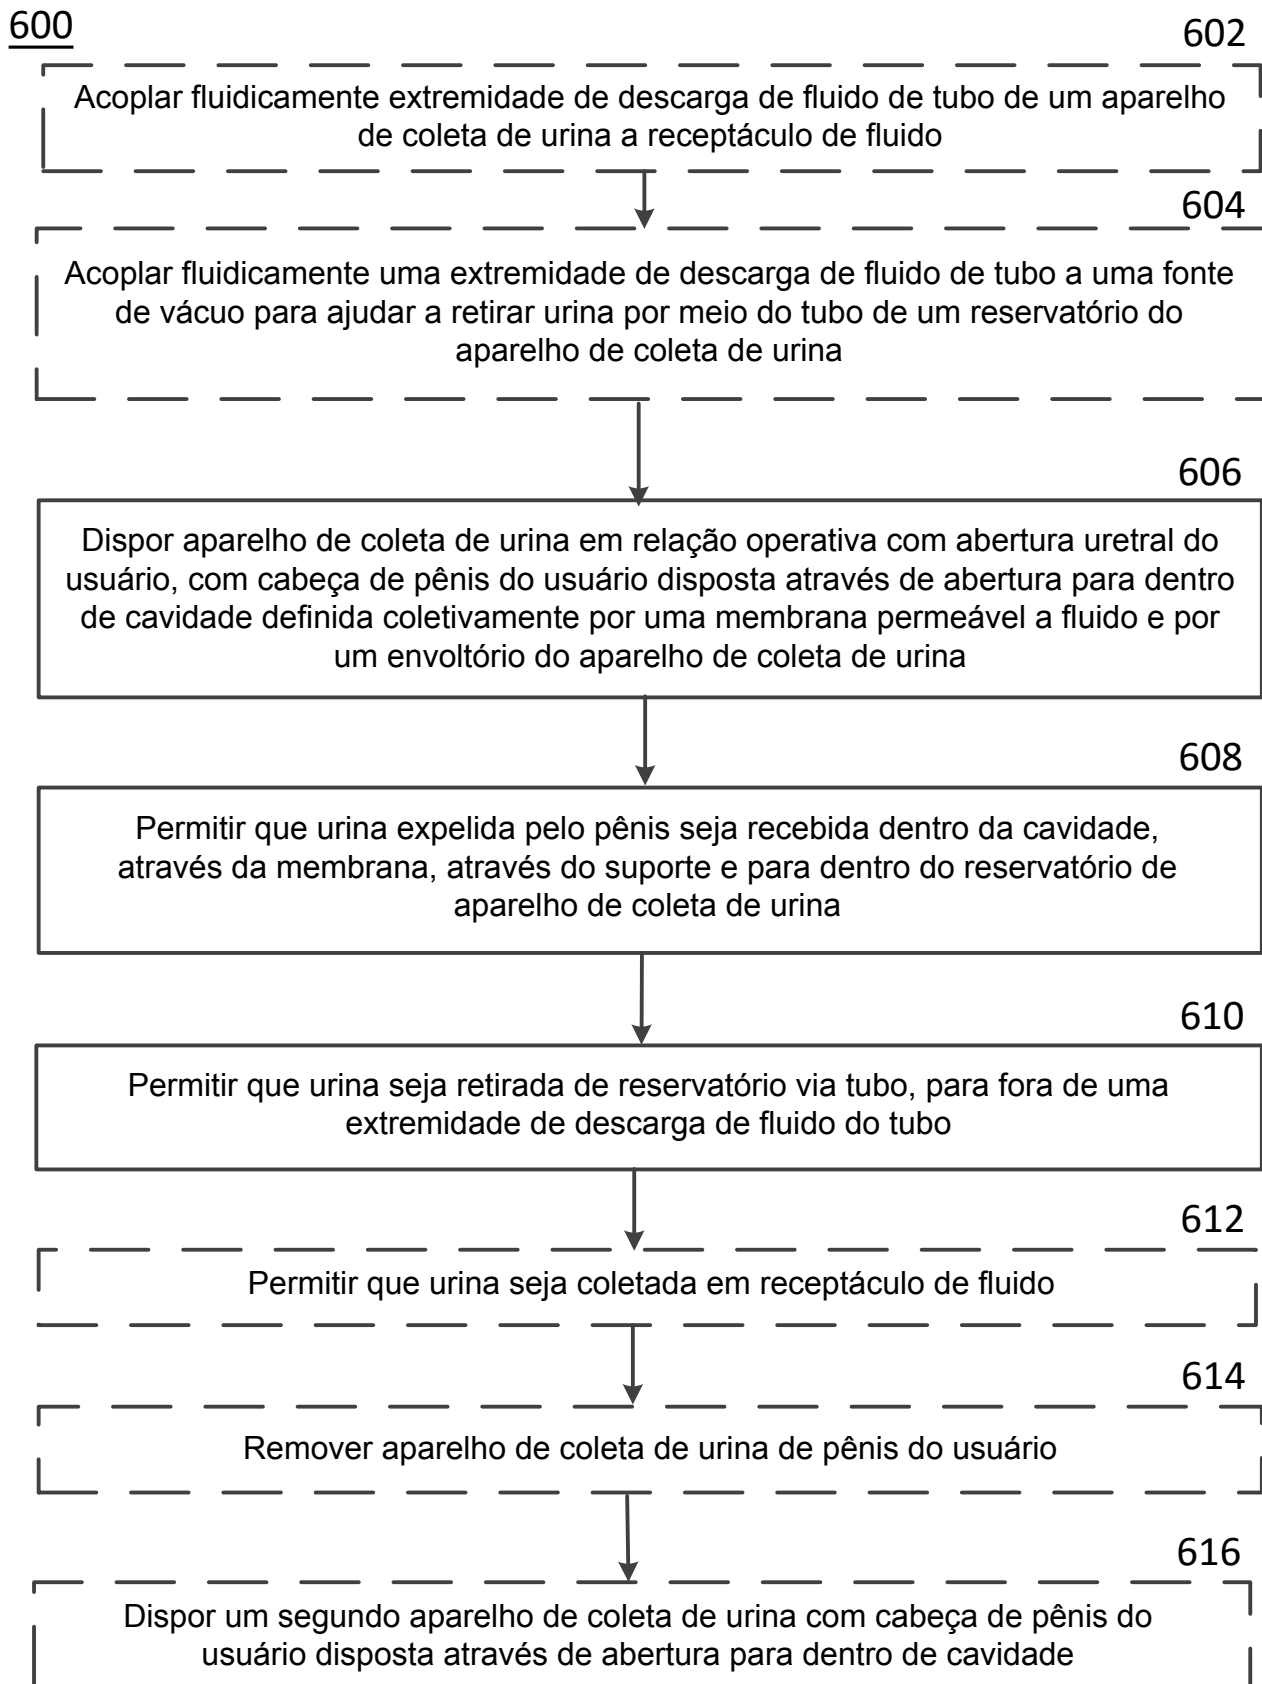 600
602
Acoplar fluidicamente extremidade de descarga de fluido de tubo de um aparelho
de coleta de urina a receptáculo de fluido
604
Acoplar fluidicamente uma extremidade de descarga de fluido de tubo a uma fonte
de vácuo para ajudar a retirar urina por meio do tubo de um reservatório do
aparelho de coleta de urina
606
Dispor aparelho de coleta de urina em relação operativa com abertura uretral do
usuário, com cabeça de pênis do usuário disposta através de abertura para dentro
de cavidade definida coletivamente por uma membrana permeável a fluido e por
um envoltório do aparelho de coleta de urina
608
Permitir que urina expelida pelo pênis seja recebida dentro da cavidade,
através da membrana, através do suporte e para dentro do reservatório de
aparelho de coleta de urina
610
Permitir que urina seja retirada de reservatório via tubo, para fora de uma
extremidade de descarga de fluido do tubo
612
Permitir que urina seja coletada em receptáculo de fluido
614
Remover aparelho de coleta de urina de pênis do usuário
616
Dispor um segundo aparelho de coleta de urina com cabeça de pênis do
usuário disposta através de abertura para dentro de cavidade